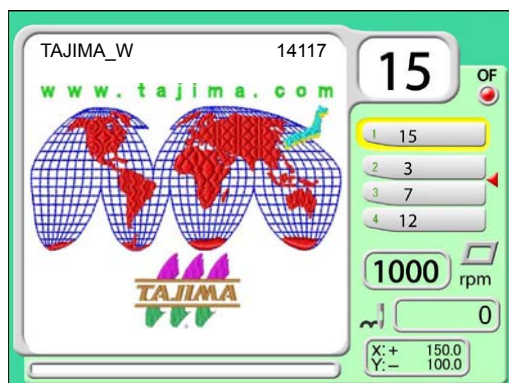 TAJIMA_W 14117
15
OF
www.tajima.com
1 15
2 3
3 7
4 12
1000 rpm
TAJIMA
0
X: + 150.0
Y: - 100.0